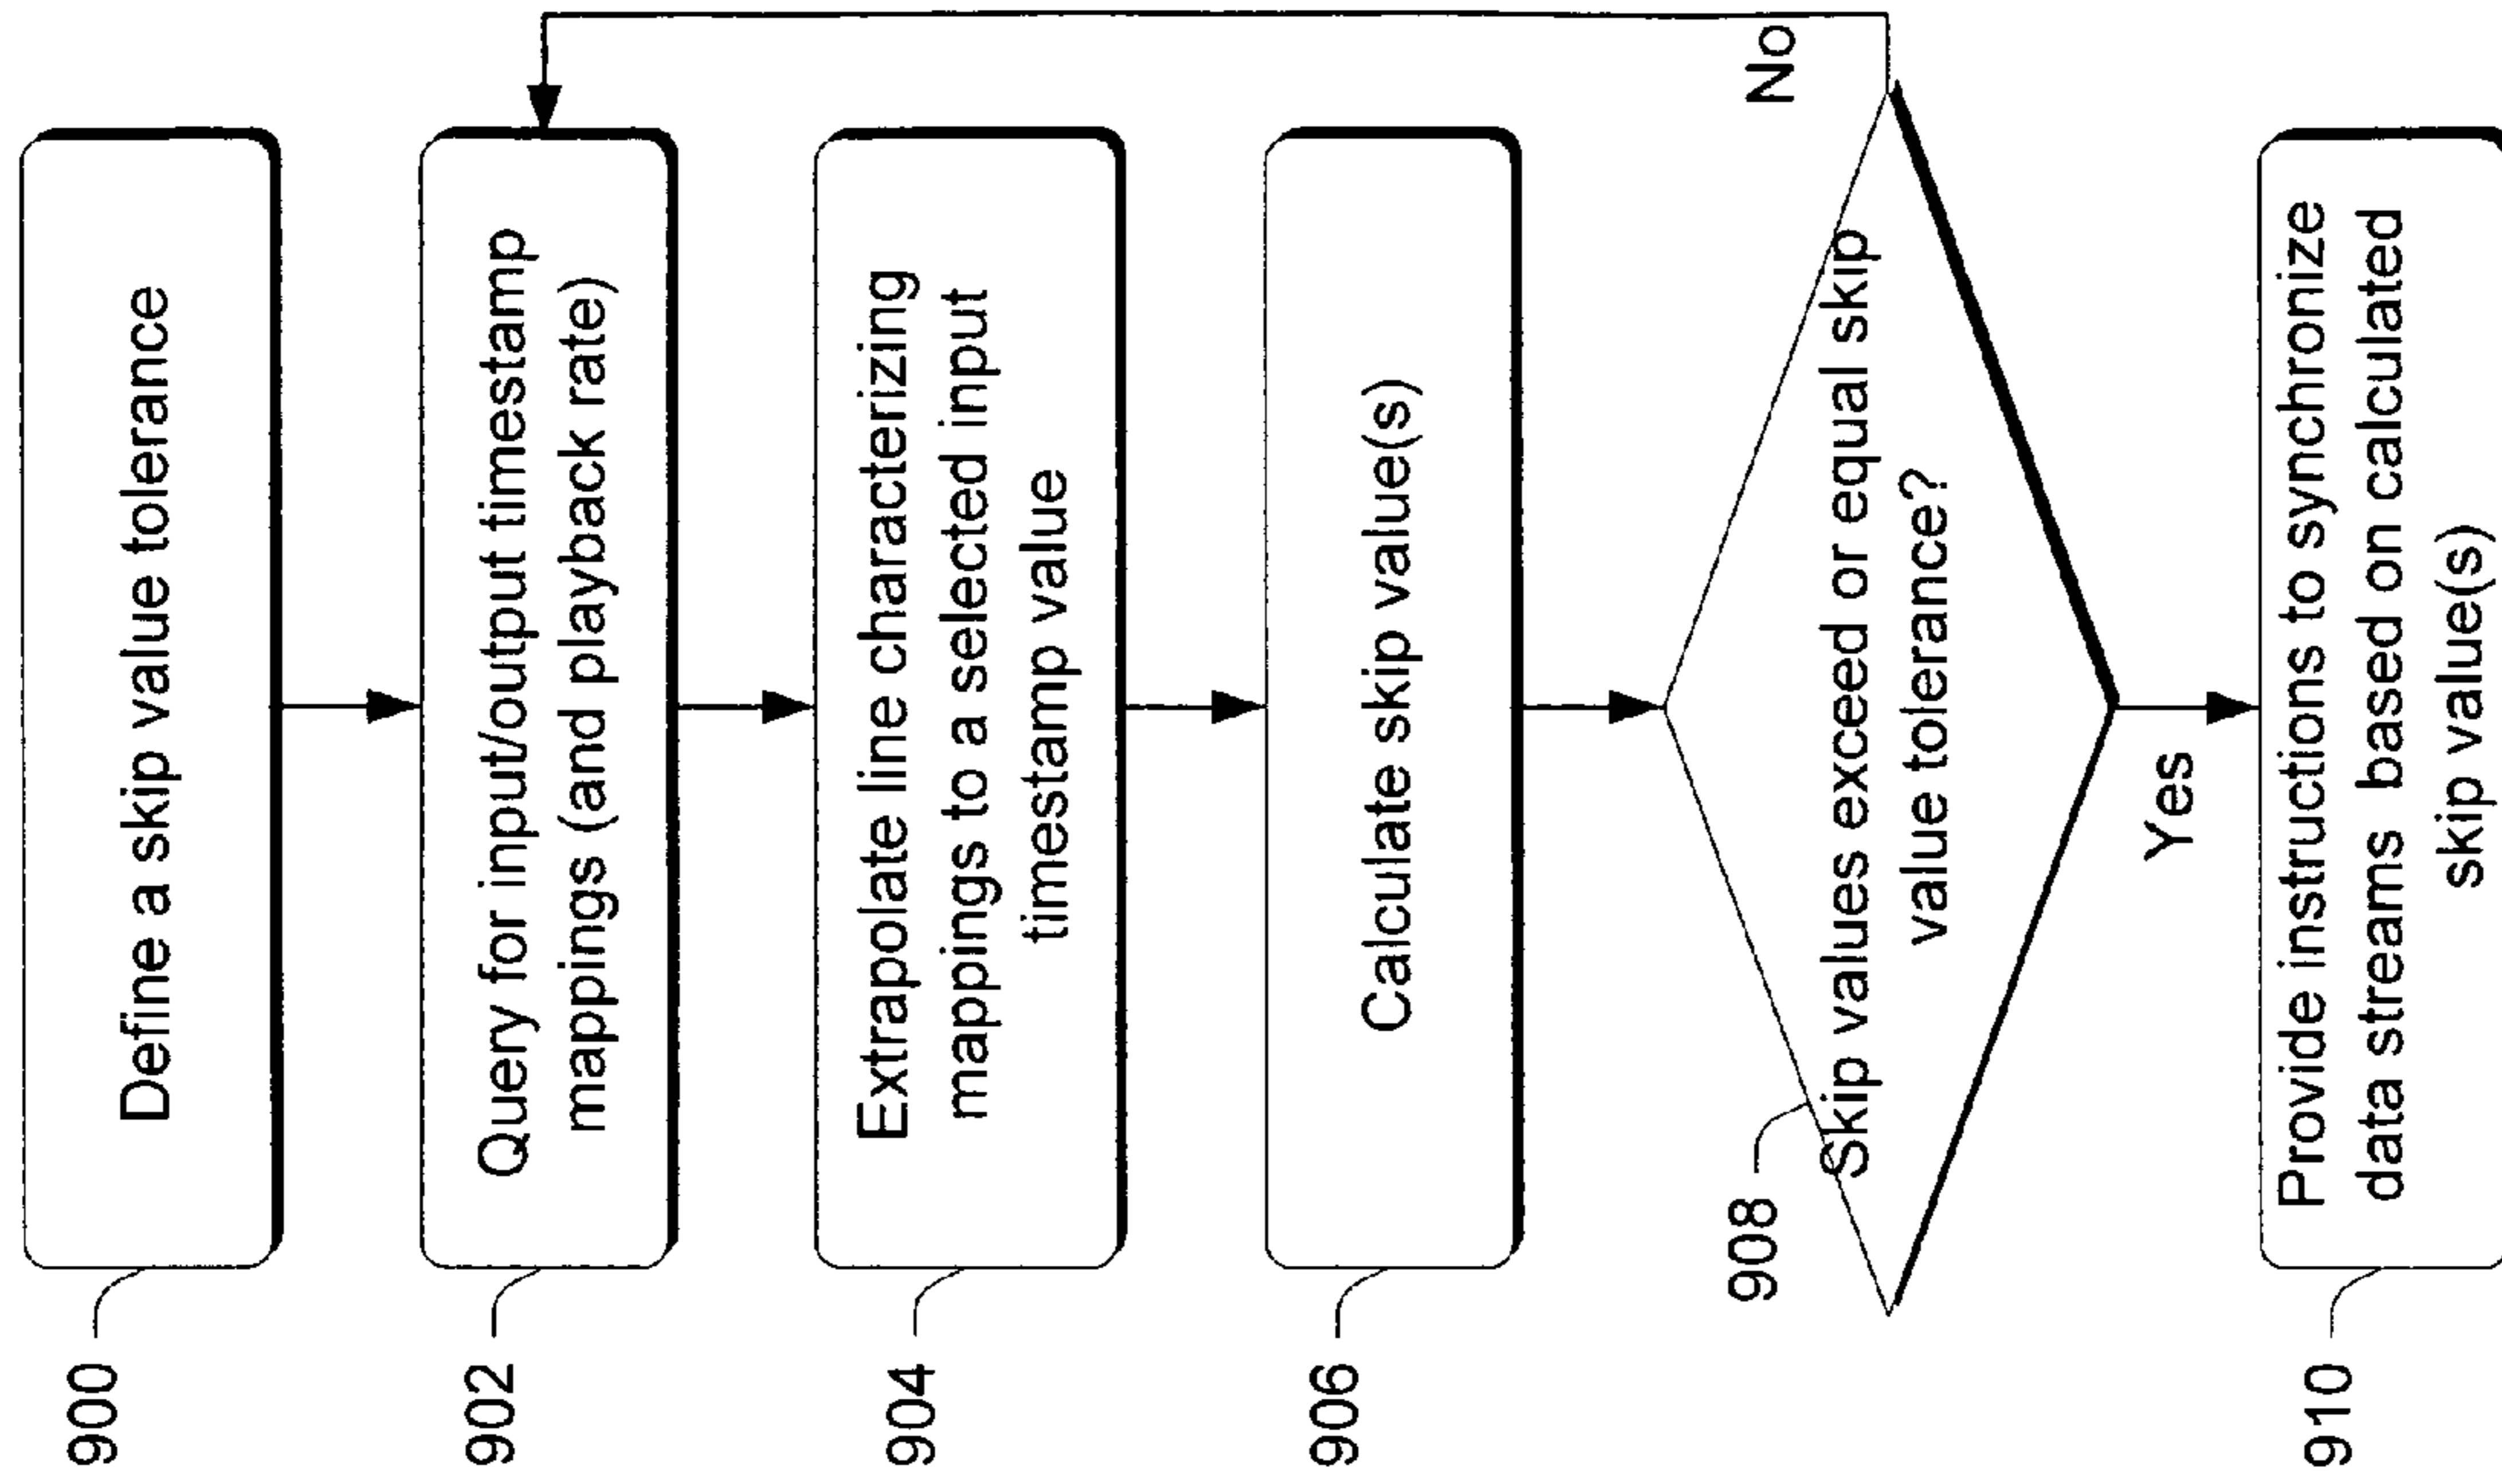 900
Define a skip value tolerance
902
Query for input/output timestamp
mappings (and playback rate)
904
Extrapolate line characterizing
mappings to a selected input
timestamp value
906
Calculate skip value(s)
908
Skip values exceed or equal skip
value tolerance?
No
Yes
910
Provide instructions to synchronize
data streams based on calculated
skip value(s)